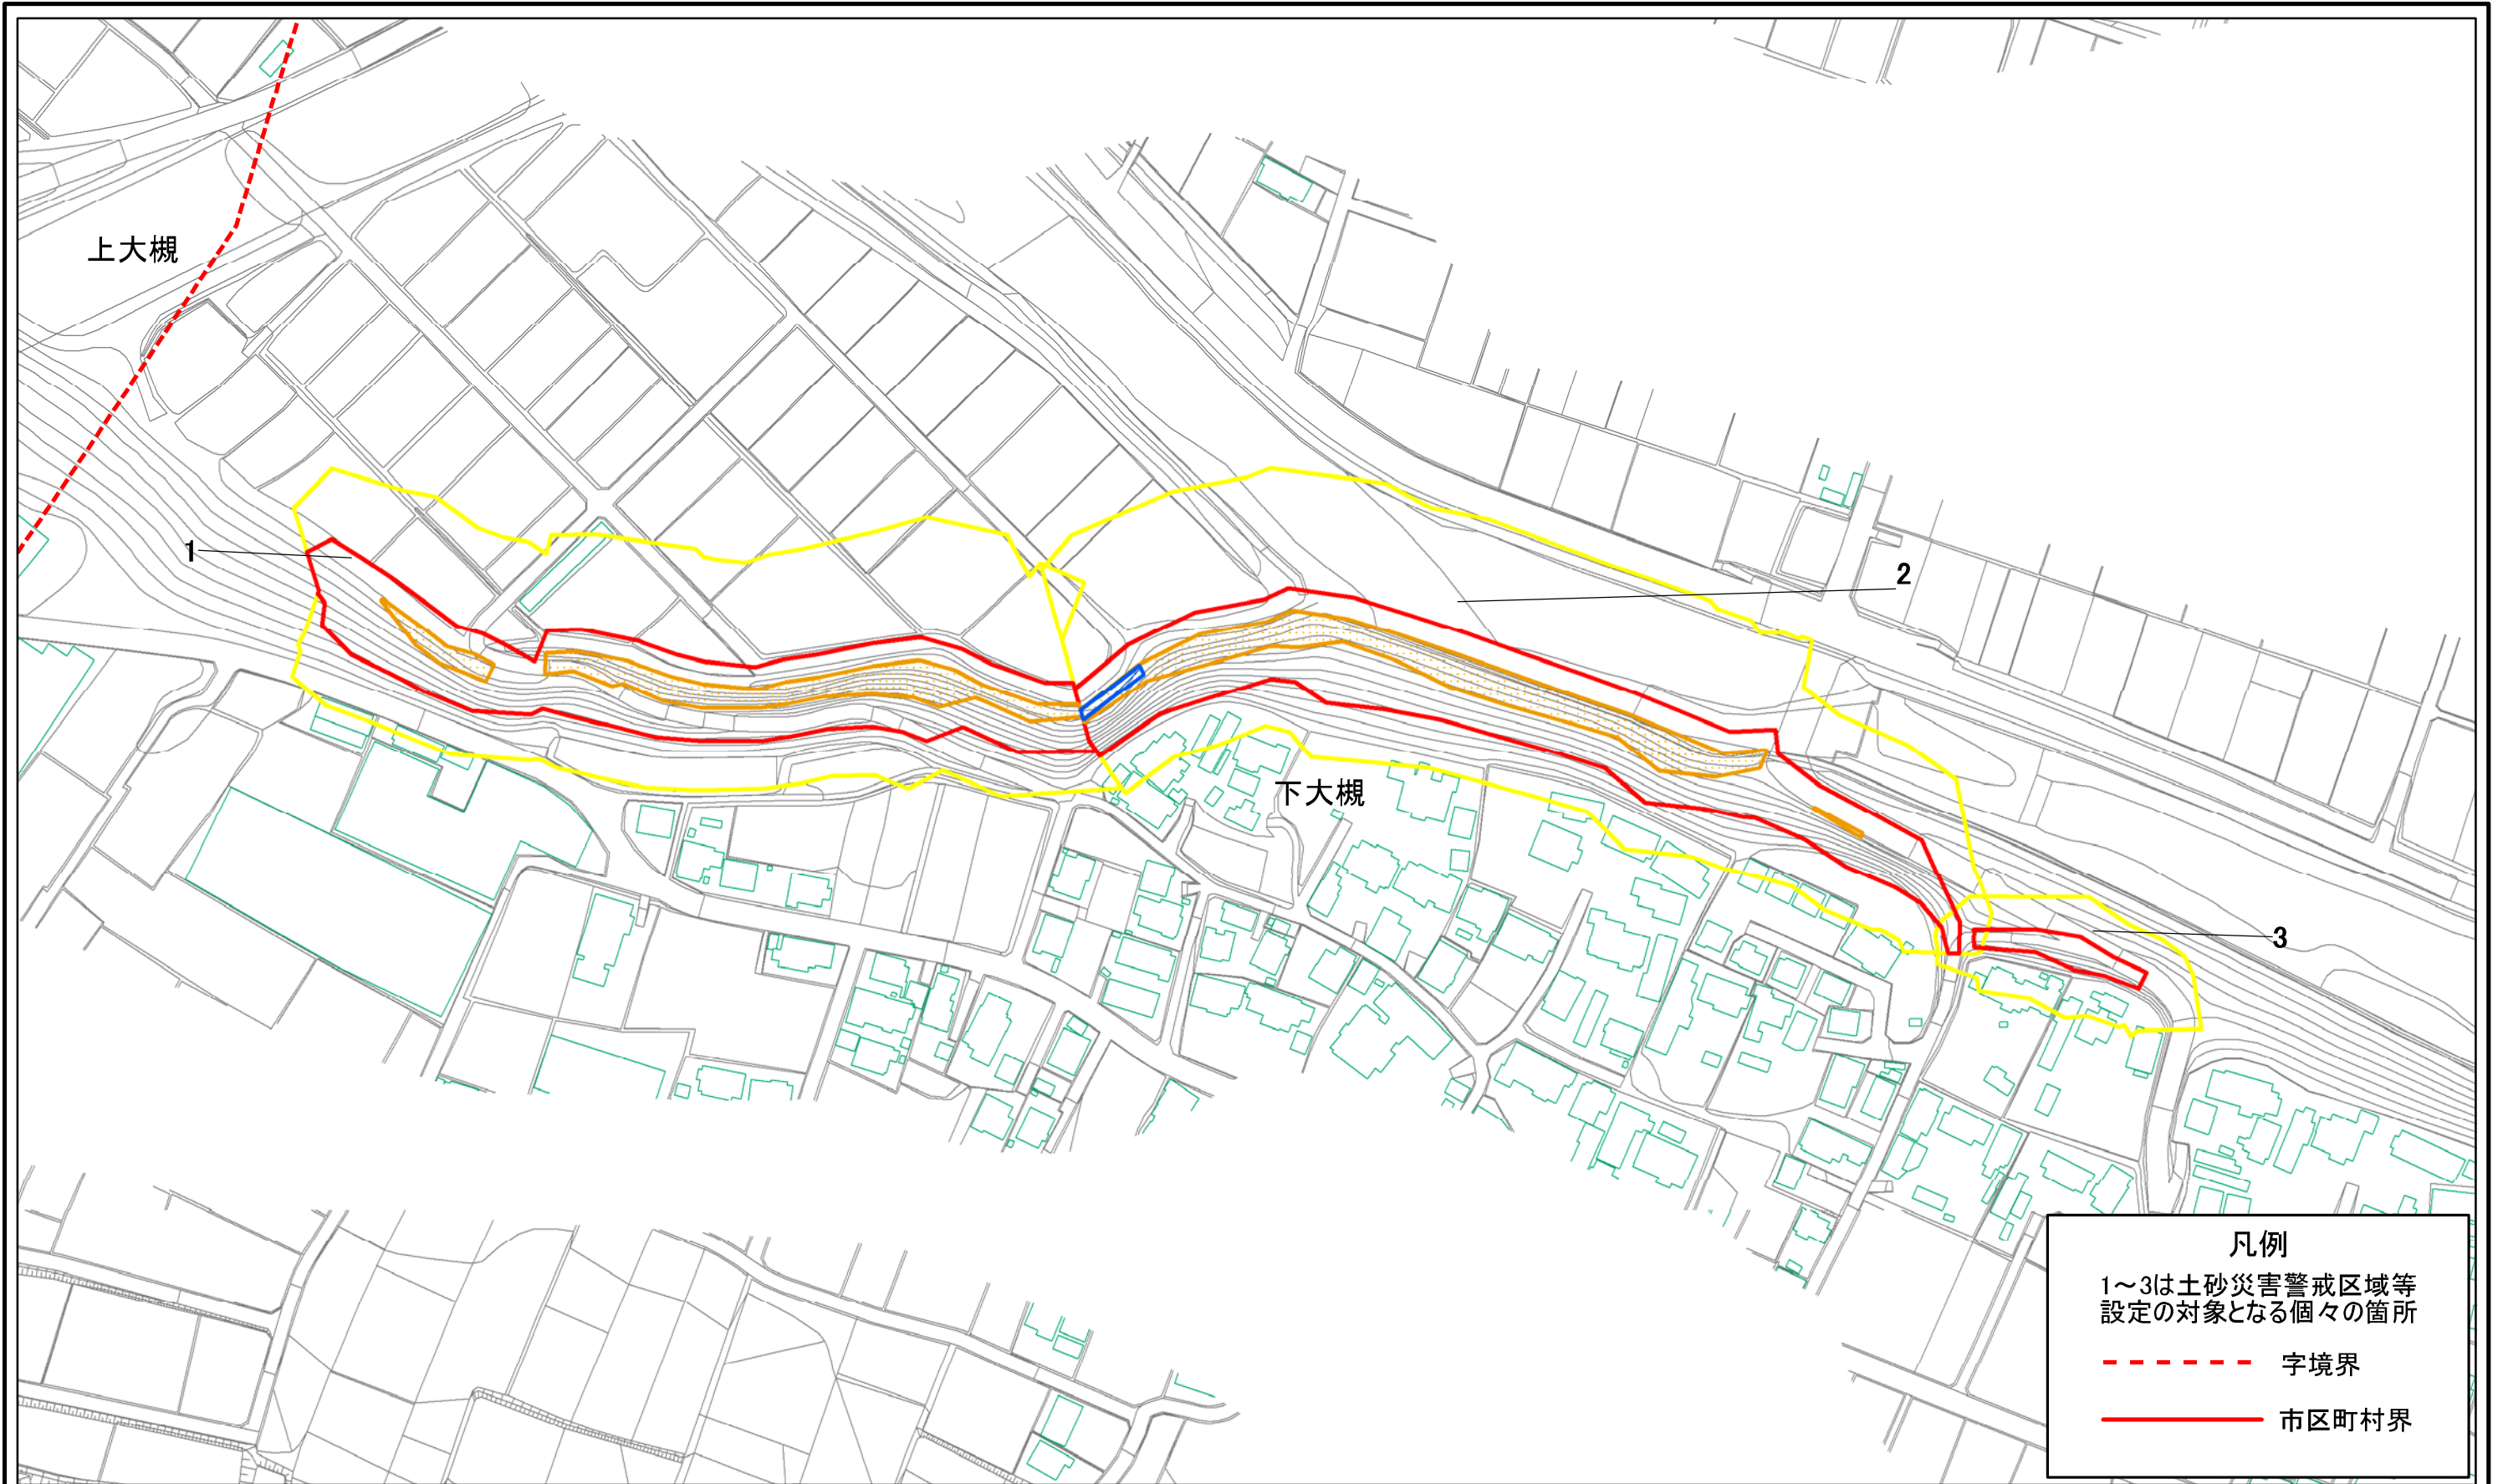 上大槻
1
2
下大槻
3
凡例
1～3は土砂災害警戒区域等
設定の対象となる個々の箇所
字境界
市区町村界